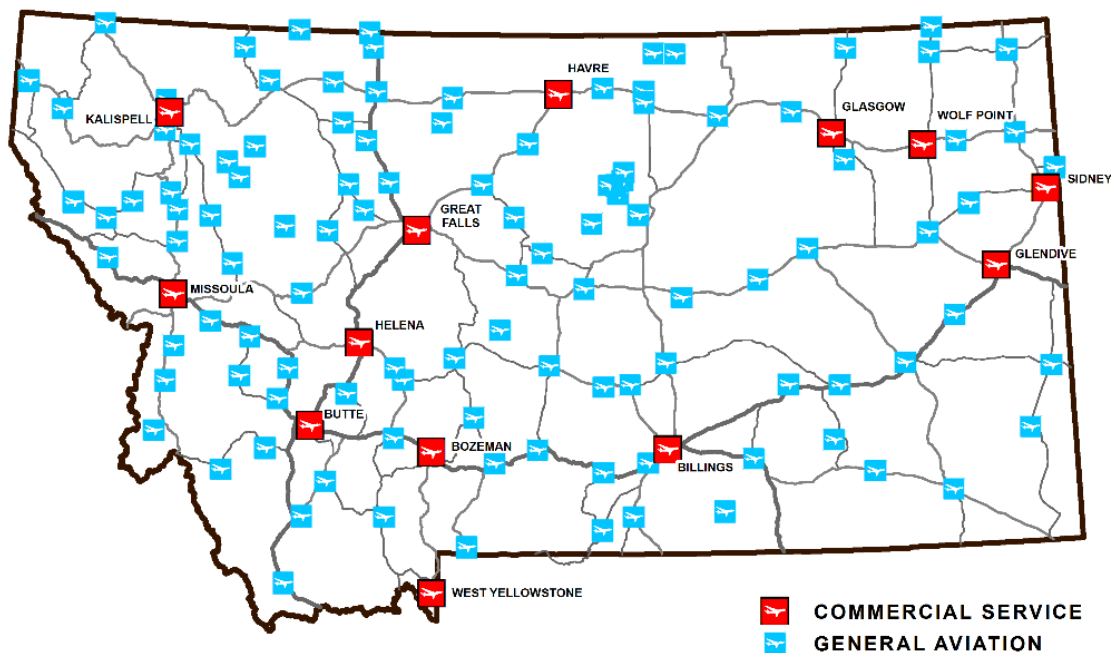 HAVRE
KALISPELL
GLASGOW
WOLF POINT
SIDNEY
GREAT
FALLS
GLENDIVE
MISSOULA
HELENA
BUTTE
BOZEMAN
BILLINGS
WEST YELLOWSTONE
COMMERCIAL SERVICE
GENERAL AVIATION